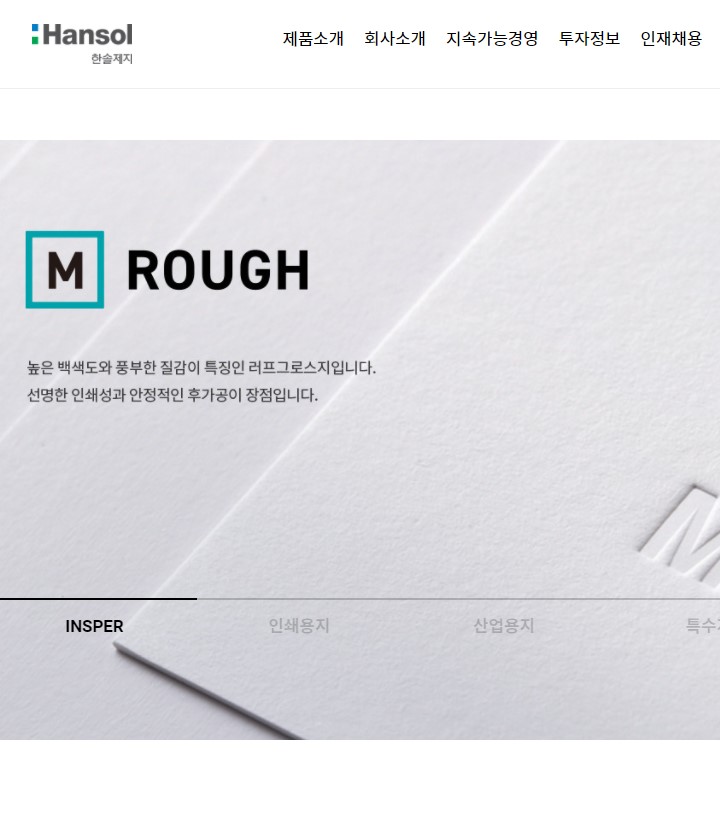 Hansol
한솔제지
제품소개 회사소개 지속가능경영 투자정보 인재채용
M ROUGH
높은 백색도와 풍부한 질감이 특징인 러프그로스지입니다.
선명한 인쇄성과 안정적인 후가공이 장점입니다.
M
INSPER 인쇄용지 산업용지 특수